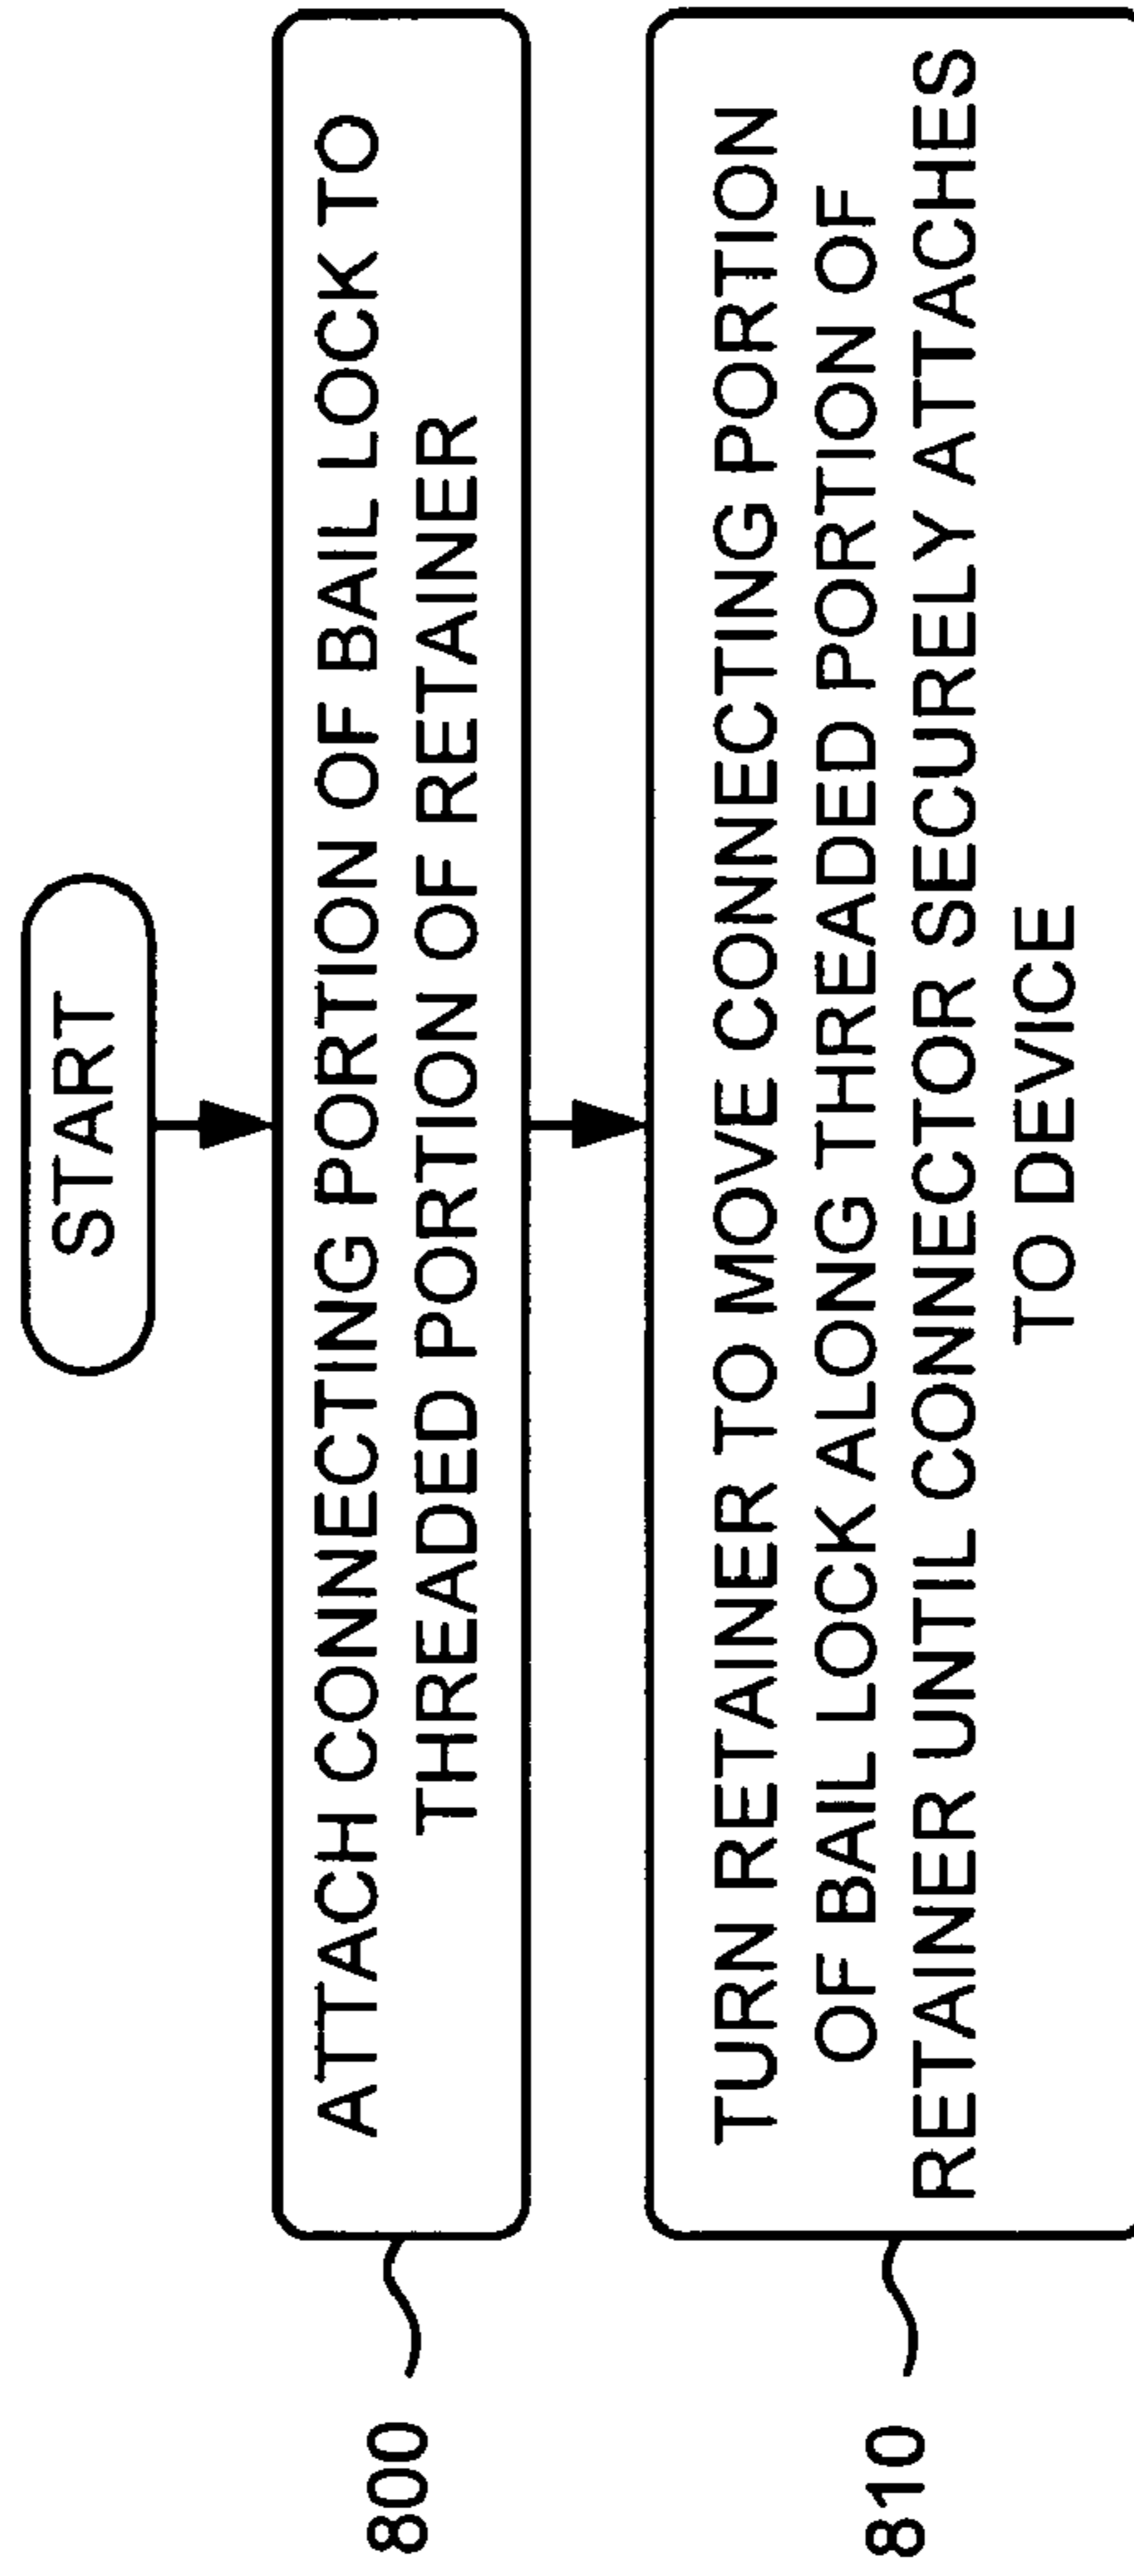 START
800
ATTACH CONNECTING PORTION OF BAIL LOCK TO
THREADED PORTION OF RETAINER
810
TURN RETAINER TO MOVE CONNECTING PORTION
OF BAIL LOCK ALONG THREADED PORTION OF
RETAINER UNTIL CONNECTOR SECURELY ATTACHES
TO DEVICE